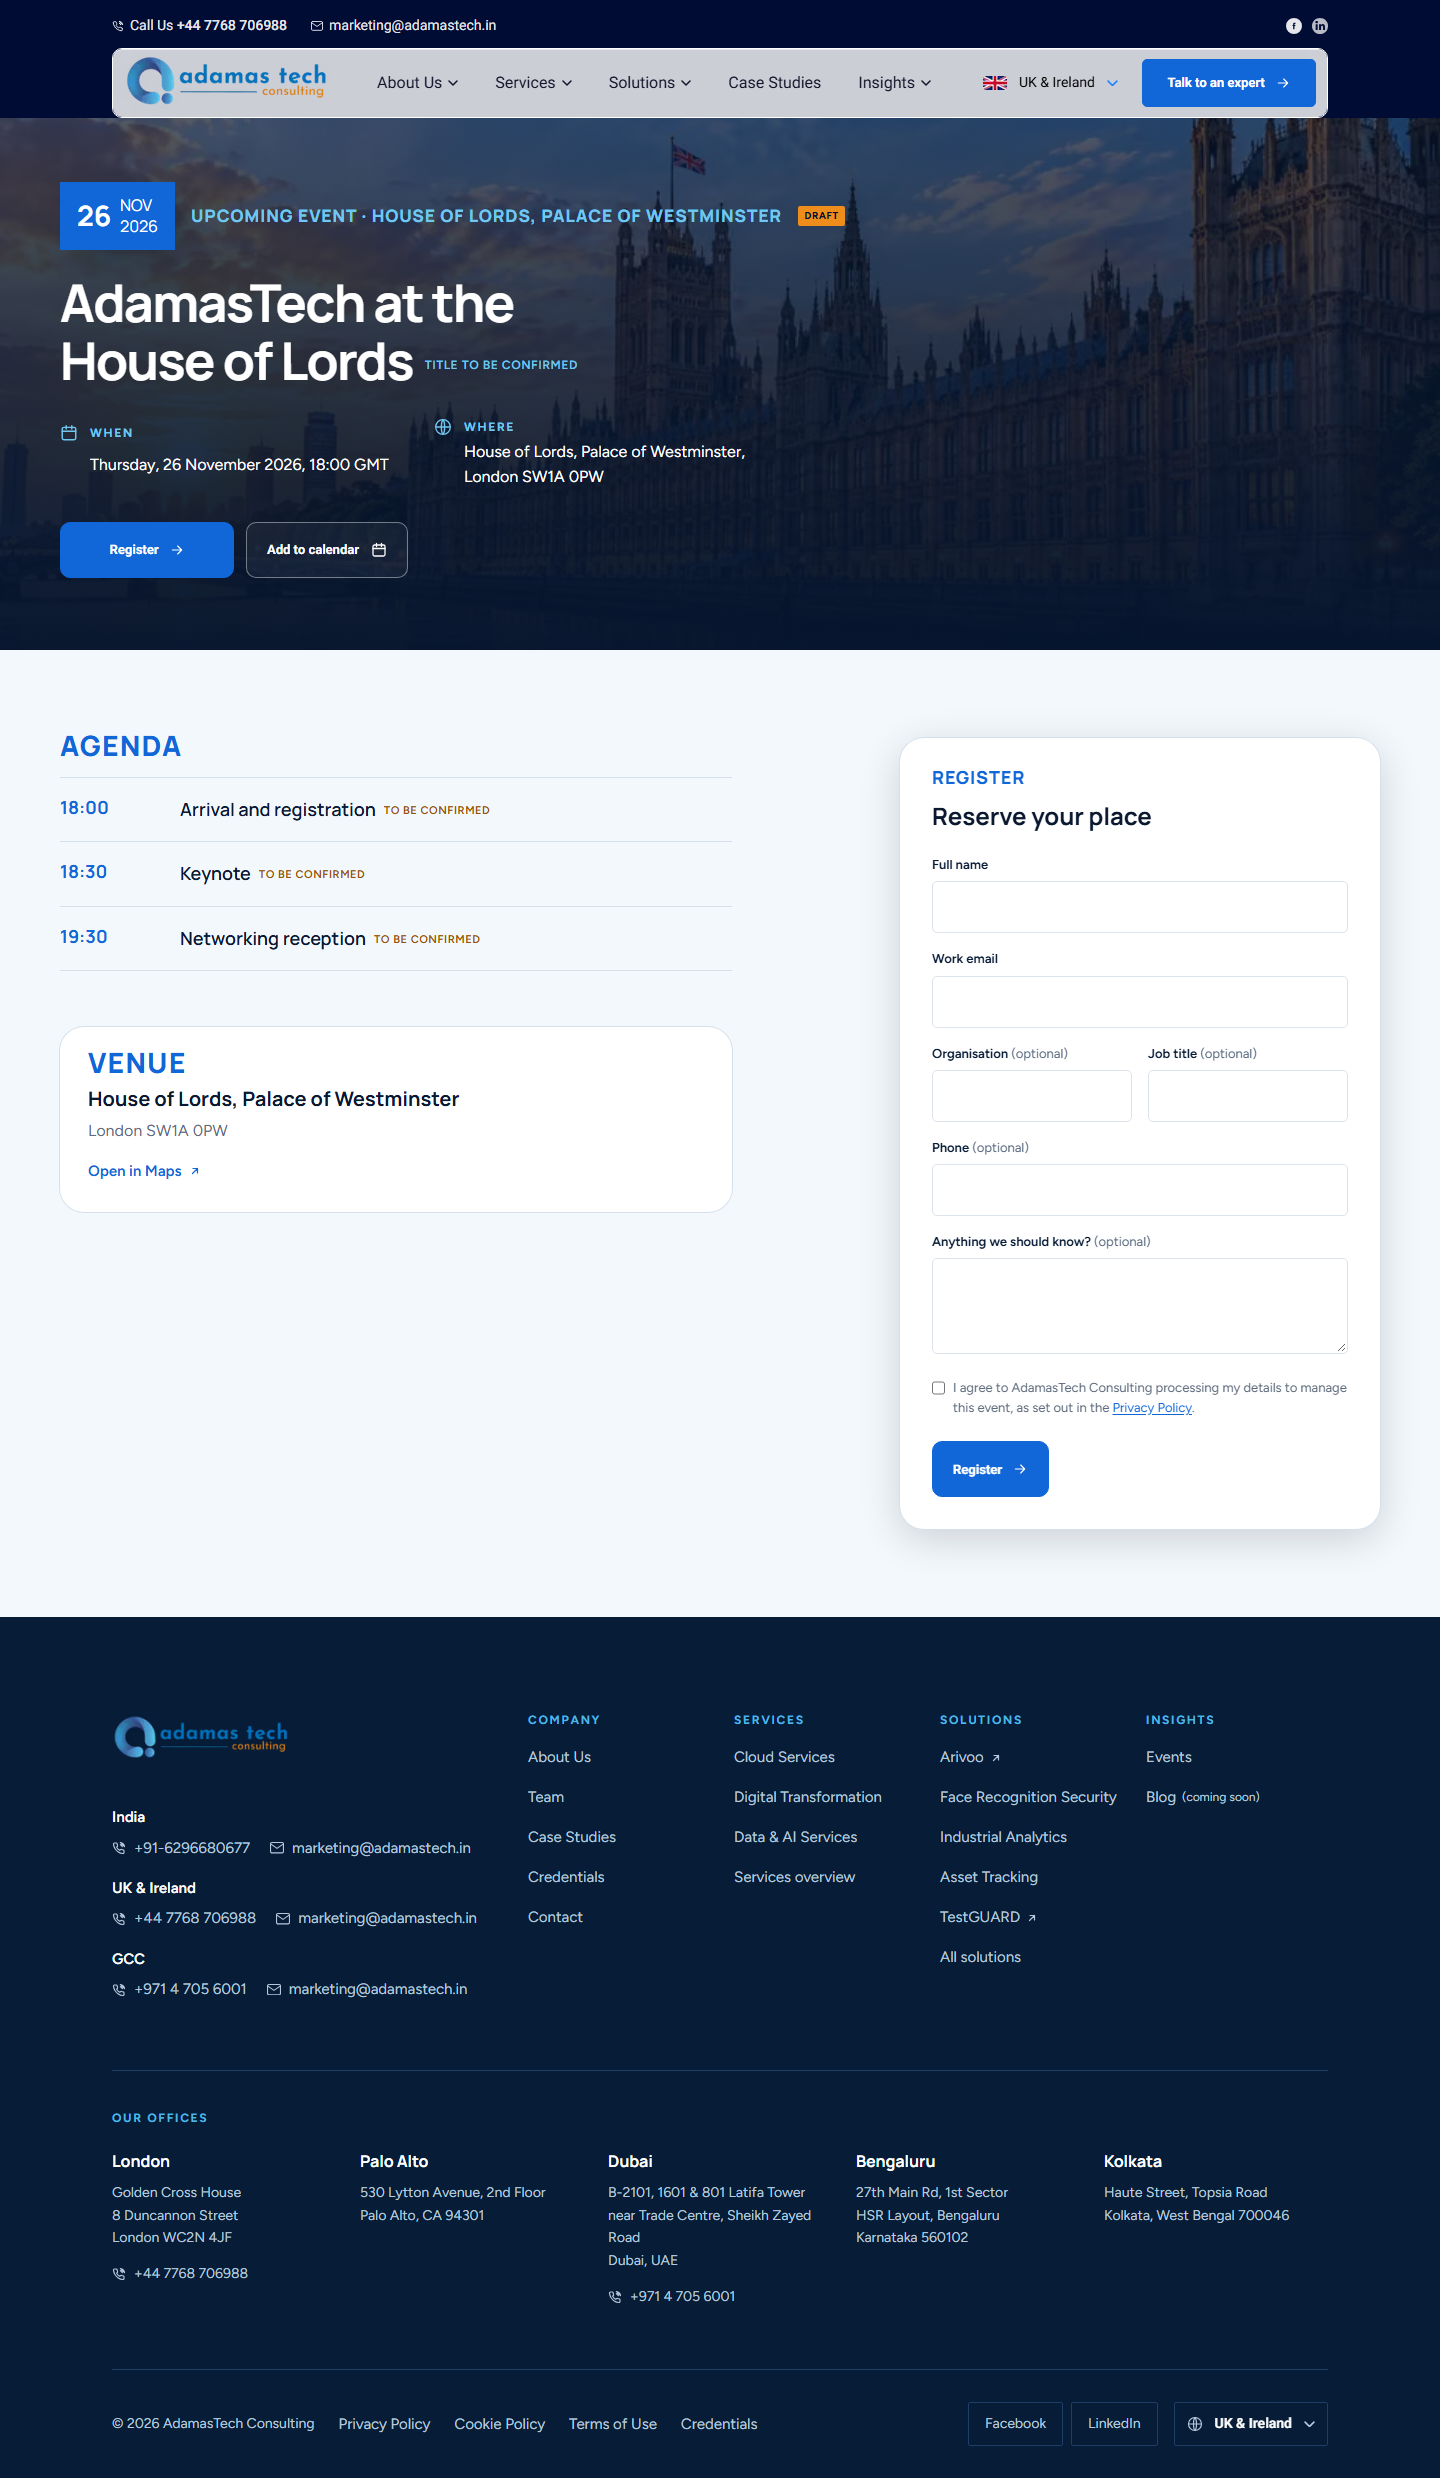 Call Us +44 7768 706988 marketing@adamastech.in
adamas tech
consulting
About Us Services Solutions Case Studies Insights UK & Ireland Talk to an expert
26 NOV
2026
UPCOMING EVENT · HOUSE OF LORDS, PALACE OF WESTMINSTER DRAFT
AdamasTech at the
House of Lords TITLE TO BE CONFIRMED
WHEN
Thursday, 26 November 2026, 18:00 GMT
WHERE
House of Lords, Palace of Westminster,
London SW1A 0PW
Register
Add to calendar
AGENDA
18:00 Arrival and registration TO BE CONFIRMED
18:30 Keynote TO BE CONFIRMED
19:30 Networking reception TO BE CONFIRMED
VENUE
House of Lords, Palace of Westminster
London SW1A 0PW
Open in Maps
REGISTER
Reserve your place
Full name
Work email
Organisation (optional) Job title (optional)
Phone (optional)
Anything we should know? (optional)
I agree to AdamasTech Consulting processing my details to manage
this event, as set out in the Privacy Policy.
Register
adamas tech
consulting
India
+91-6296680677 marketing@adamastech.in
UK & Ireland
+44 7768 706988 marketing@adamastech.in
GCC
+971 4 705 6001 marketing@adamastech.in
COMPANY
About Us
Team
Case Studies
Credentials
Contact
SERVICES
Cloud Services
Digital Transformation
Data & AI Services
Services overview
SOLUTIONS
Arivoo
Face Recognition Security
Industrial Analytics
Asset Tracking
TestGUARD
All solutions
INSIGHTS
Events
Blog (coming soon)
OUR OFFICES
London
Golden Cross House
8 Duncannon Street
London WC2N 4JF
+44 7768 706988
Palo Alto
530 Lytton Avenue, 2nd Floor
Palo Alto, CA 94301
Dubai
B-2101, 1601 & 801 Latifa Tower
near Trade Centre, Sheikh Zayed
Road
Dubai, UAE
+971 4 705 6001
Bengaluru
27th Main Rd, 1st Sector
HSR Layout, Bengaluru
Karnataka 560102
Kolkata
Haute Street, Topsia Road
Kolkata, West Bengal 700046
© 2026 AdamasTech Consulting Privacy Policy Cookie Policy Terms of Use Credentials
Facebook LinkedIn UK & Ireland